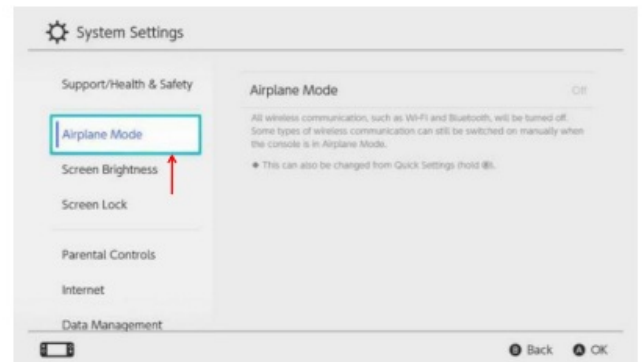 System Settings
Support/Health & Safety
Airplane Mode
Screen Brightness
Screen Lock
Parental Controls
Internet
Data Management
Airplane Mode Off
All wireless communication, such as Wi-Fi and Bluetooth, will be turned off.
Some types of wireless communication can still be switched on manually when
the console is in Airplane Mode.
◆ This can also be changed from Quick Settings (hold ).
B Back A OK